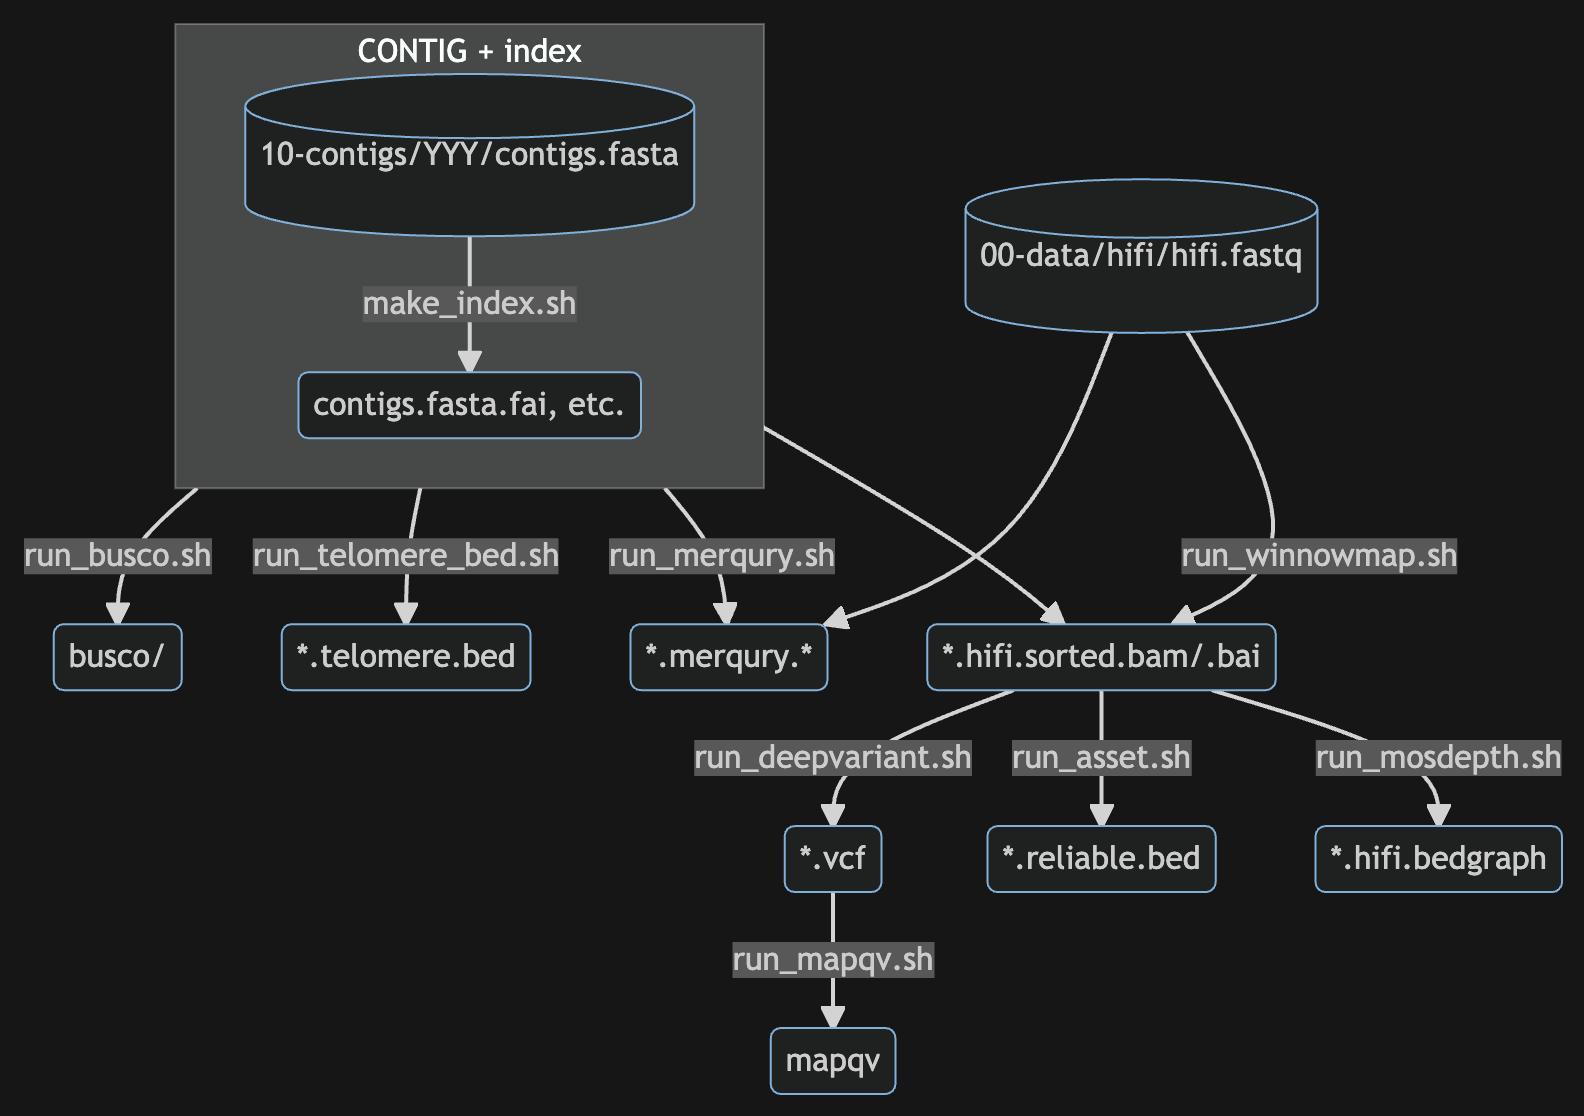 CONTIG + index
10-contigs/YYY/contigs.fasta
00-data/hifi/hifi.fastq
make_index.sh
contigs.fasta.fai, etc.
run_busco.sh
run_telomere_bed.sh
run_merqury.sh
run_winnowmap.sh
busco/
*.telomere.bed
*.merqury.*
*.hifi.sorted.bam/.bai
run_deepvariant.sh
run_asset.sh
run_mosdepth.sh
*.vcf
*.reliable.bed
*.hifi.bedgraph
run_mapqv.sh
mapqv